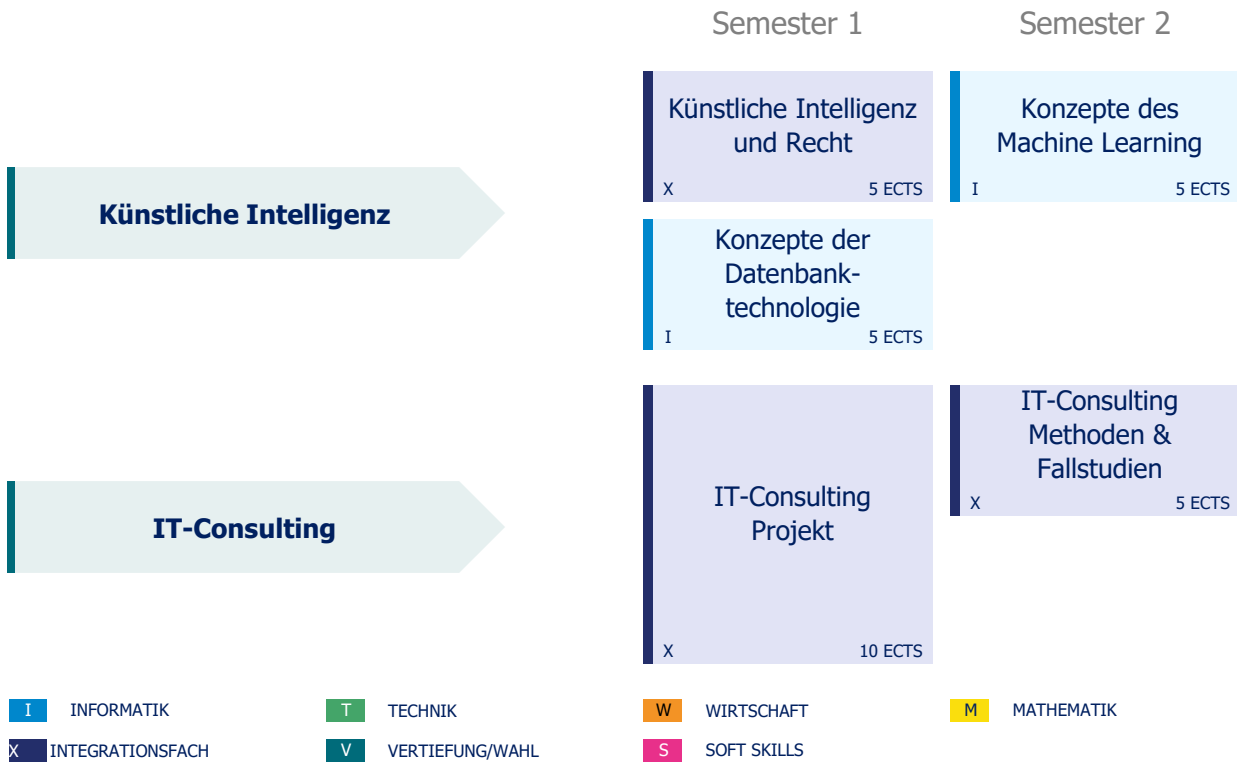 Semester 1
Semester 2
Künstliche Intelligenz
Künstliche Intelligenz
und Recht
X
5 ECTS
Konzepte des
Machine Learning
I
5 ECTS
Konzepte der
Datenbank-
technologie
I
5 ECTS
IT-Consulting
IT-Consulting
Projekt
X
10 ECTS
IT-Consulting
Methoden &
Fallstudien
X
5 ECTS
I INFORMATIK
T TECHNIK
W WIRTSCHAFT
M MATHEMATIK
X INTEGRATIONSFACH
V VERTIEFUNG/WAHL
S SOFT SKILLS